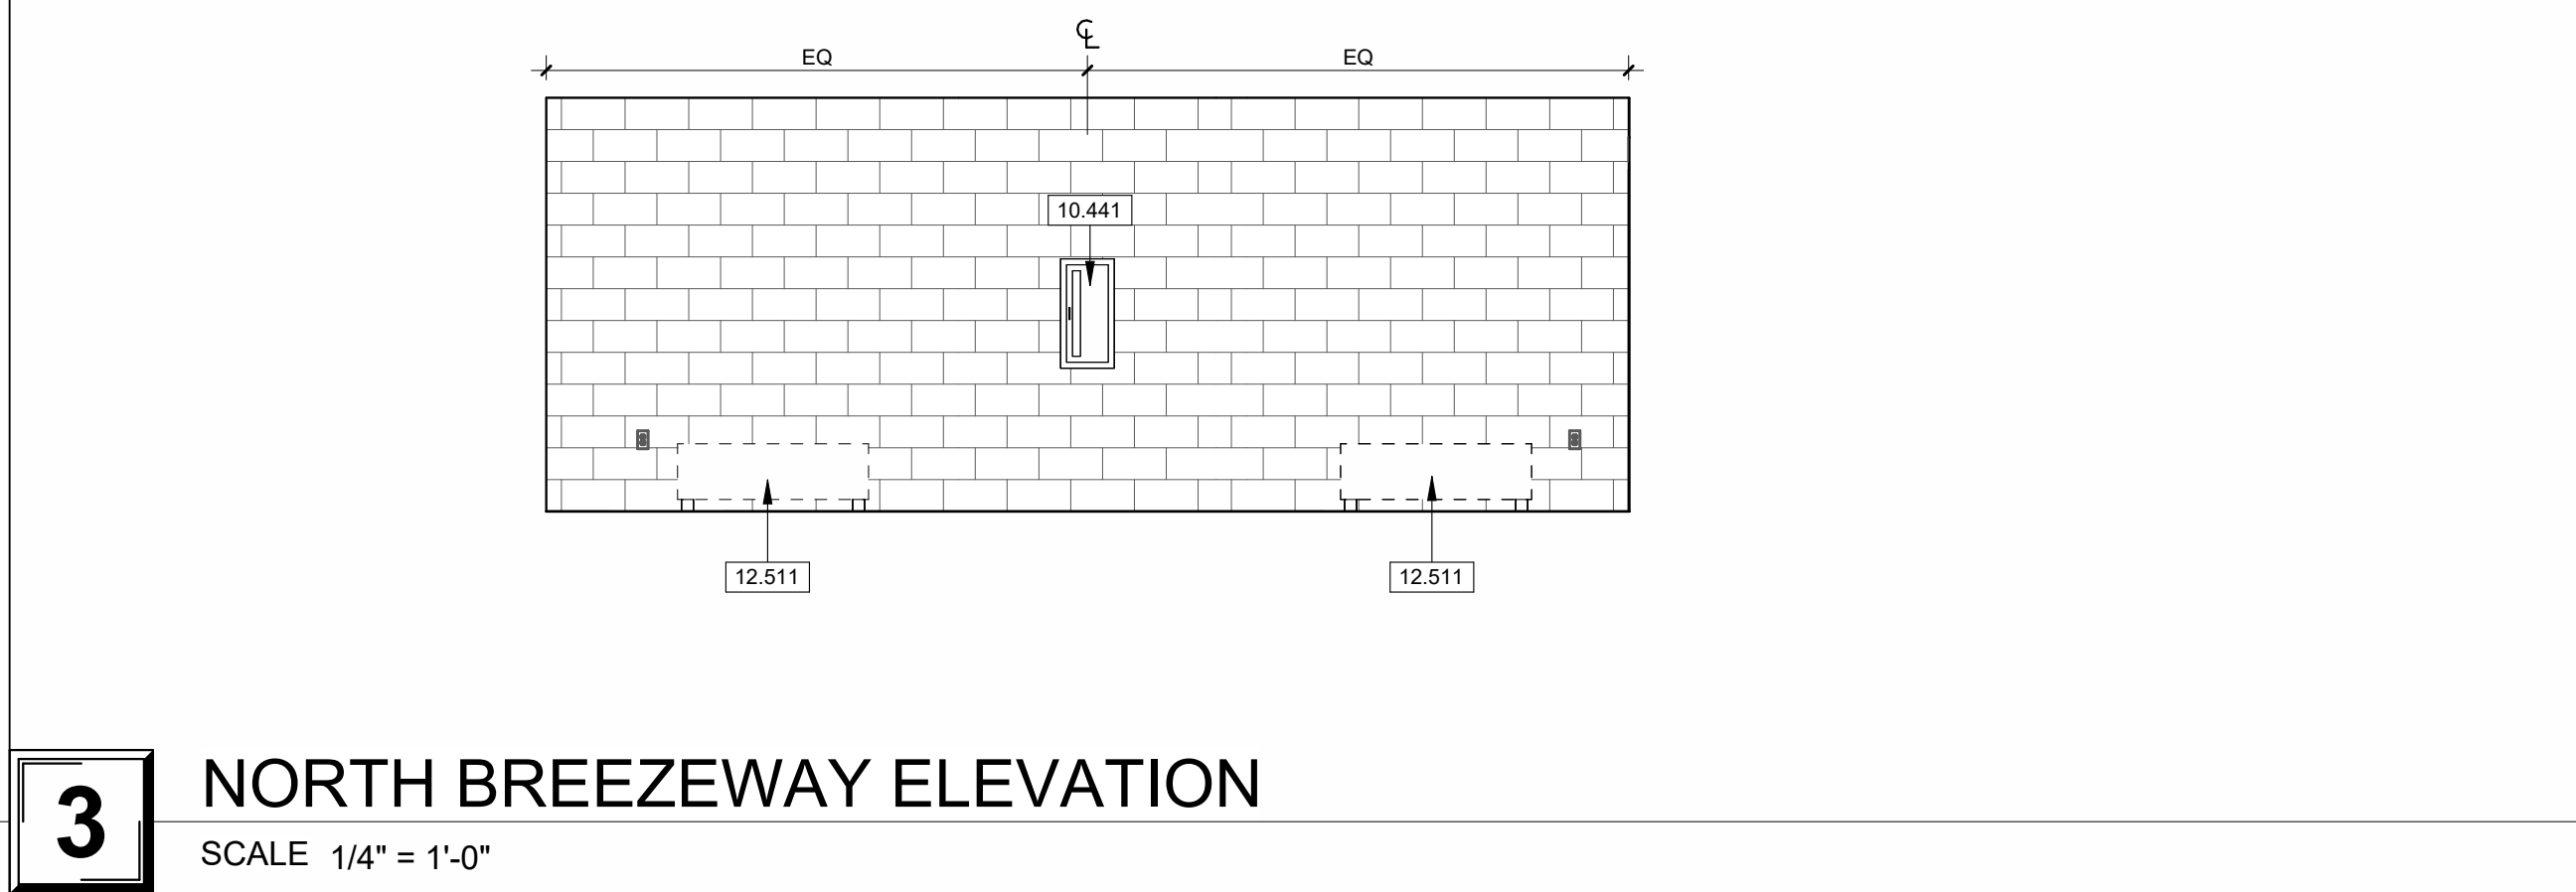 ℄
EQ EQ
10.441
12.511 12.511
3
NORTH BREEZEWAY ELEVATION
SCALE 1/4" = 1'-0"